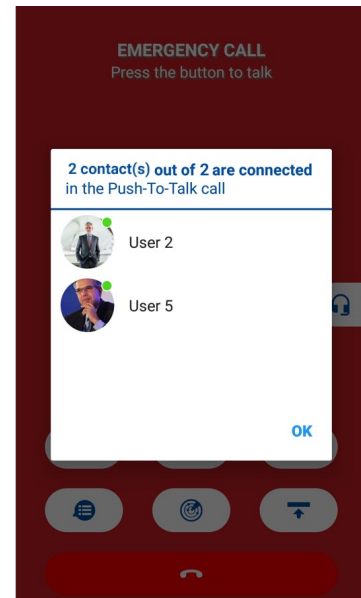 EMERGENCY CALL
Press the button to talk
2 contact(s) out of 2 are connected
in the Push-To-Talk call
User 2
User 5
OK